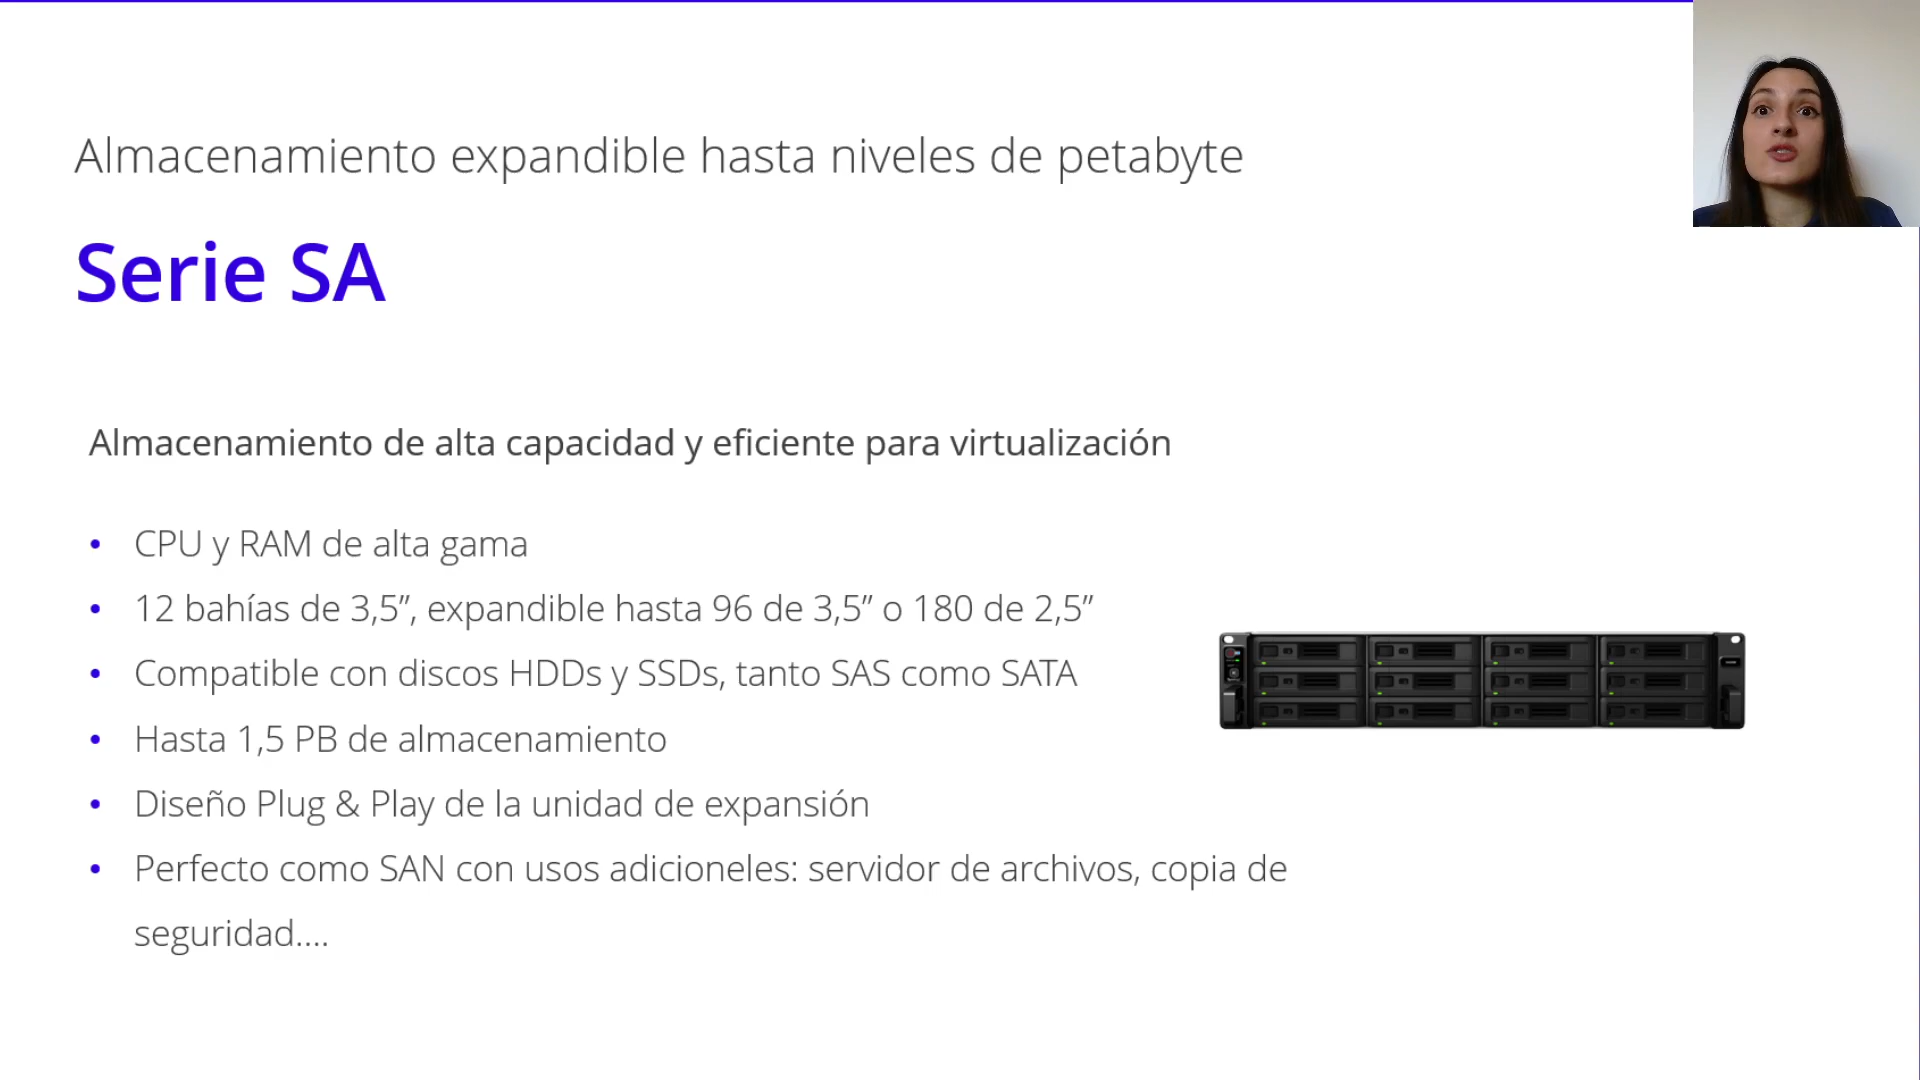 Almacenamiento expandible hasta niveles de petabyte
Serie SA
Almacenamiento de alta capacidad y eficiente para virtualización
• CPU y RAM de alta gama
• 12 bahías de 3,5”, expandible hasta 96 de 3,5” o 180 de 2,5”
• Compatible con discos HDDs y SSDs, tanto SAS como SATA
• Hasta 1,5 PB de almacenamiento
• Diseño Plug & Play de la unidad de expansión
• Perfecto como SAN con usos adicioneles: servidor de archivos, copia de
seguridad....